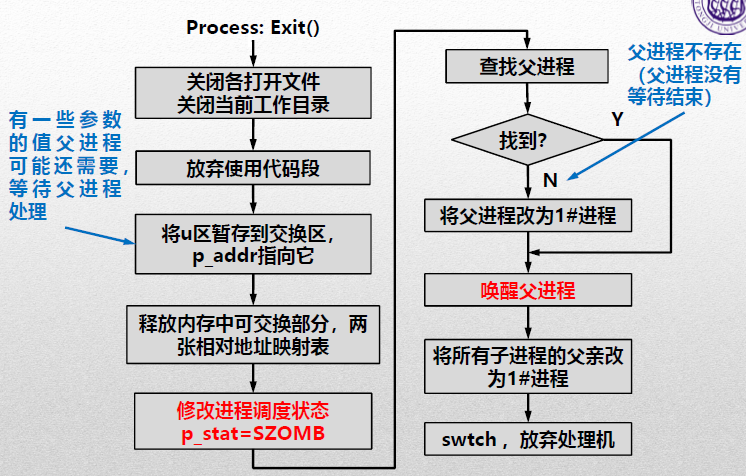 TONGJI UNIV
Process: Exit()
关闭各打开文件
关闭当前工作目录
放弃使用代码段
将u区暂存到交换区，
p_addr指向它
释放内存中可交换部分，两
张相对地址映射表
修改进程调度状态
p_stat=SZOMB
有一些参数
的值父进程
可能还需要，
等待父进程
处理
查找父进程
找到?
Y
N
父进程不存在
（父进程没有
等待结束）
将父进程改为1#进程
唤醒父进程
将所有子进程的父亲改
为1#进程
swtch ，放弃处理机